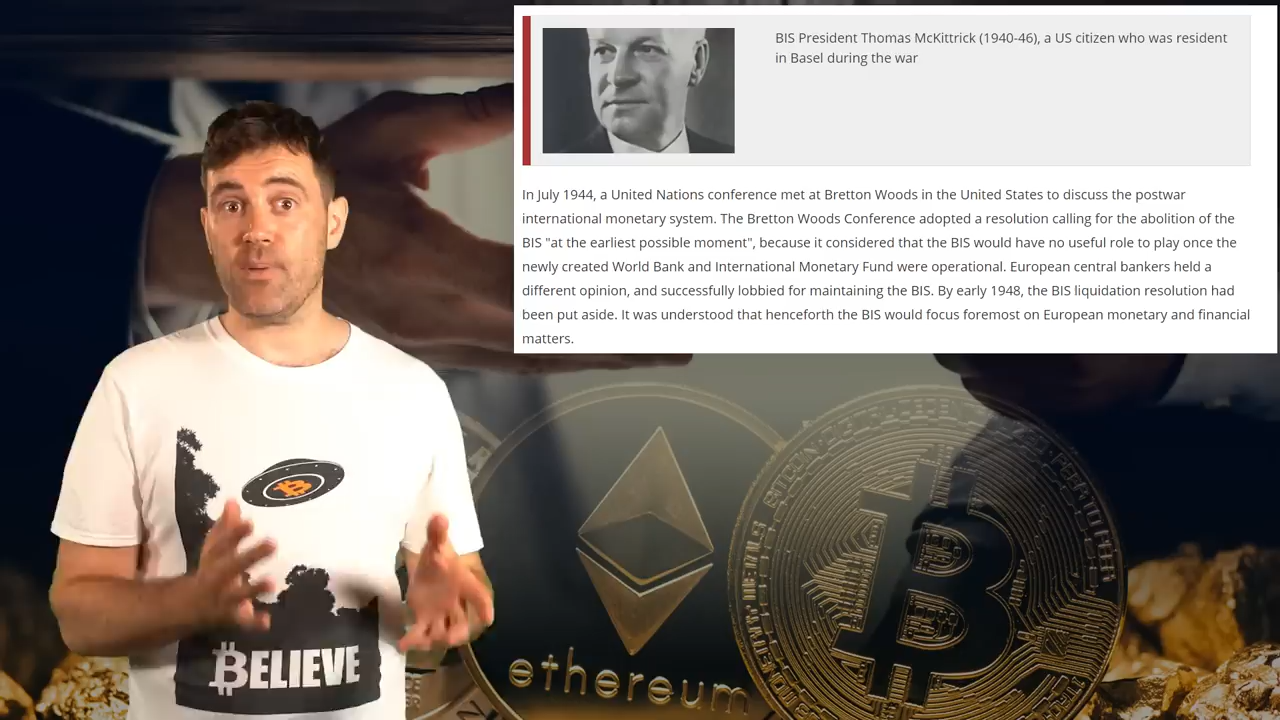 BIS President Thomas McKittrick (1940-46), a US citizen who was resident
in Basel during the war
In July 1944, a United Nations conference met at Bretton Woods in the United States to discuss the postwar
international monetary system. The Bretton Woods Conference adopted a resolution calling for the abolition of the
BIS "at the earliest possible moment", because it considered that the BIS would have no useful role to play once the
newly created World Bank and International Monetary Fund were operational. European central bankers held a
different opinion, and successfully lobbied for maintaining the BIS. By early 1948, the BIS liquidation resolution had
been put aside. It was understood that henceforth the BIS would focus foremost on European monetary and financial
matters.
₿ELIEVE
ethereum